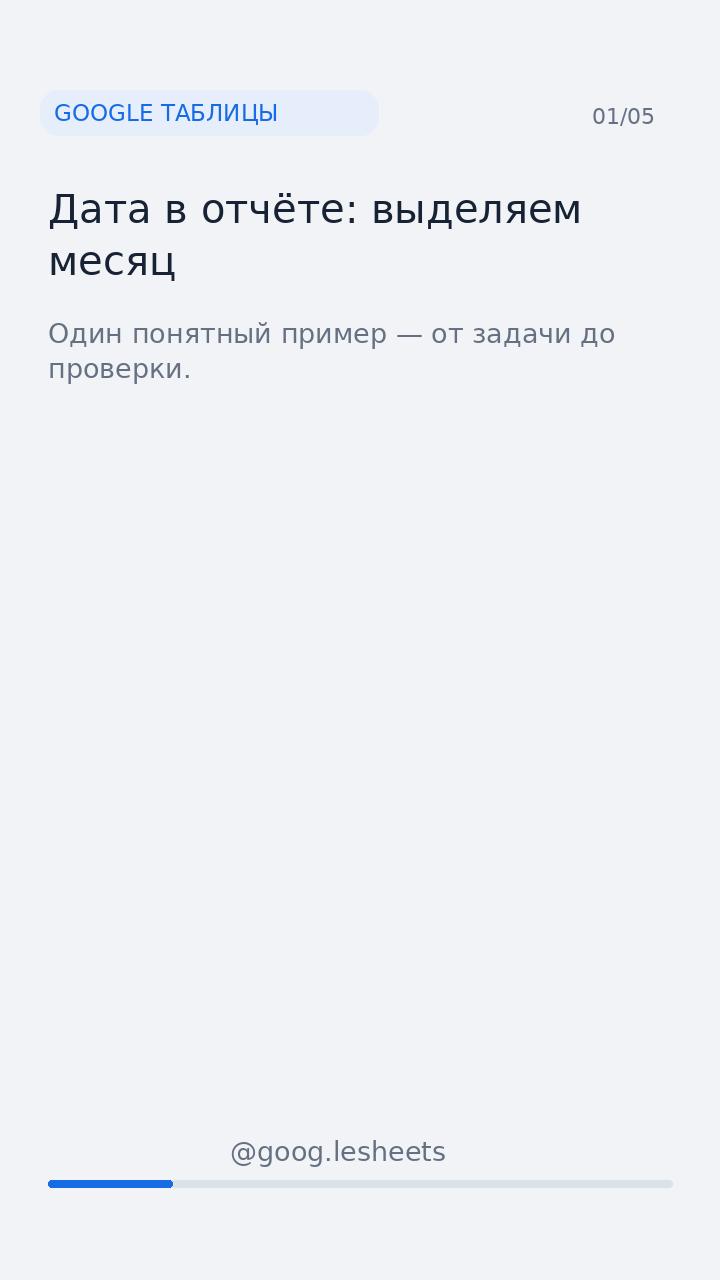 GOOGLE ТАБЛИЦЫ
01/05
Дата в отчёте: выделяем
месяц
Один понятный пример — от задачи до
проверки.
@goog.lesheets